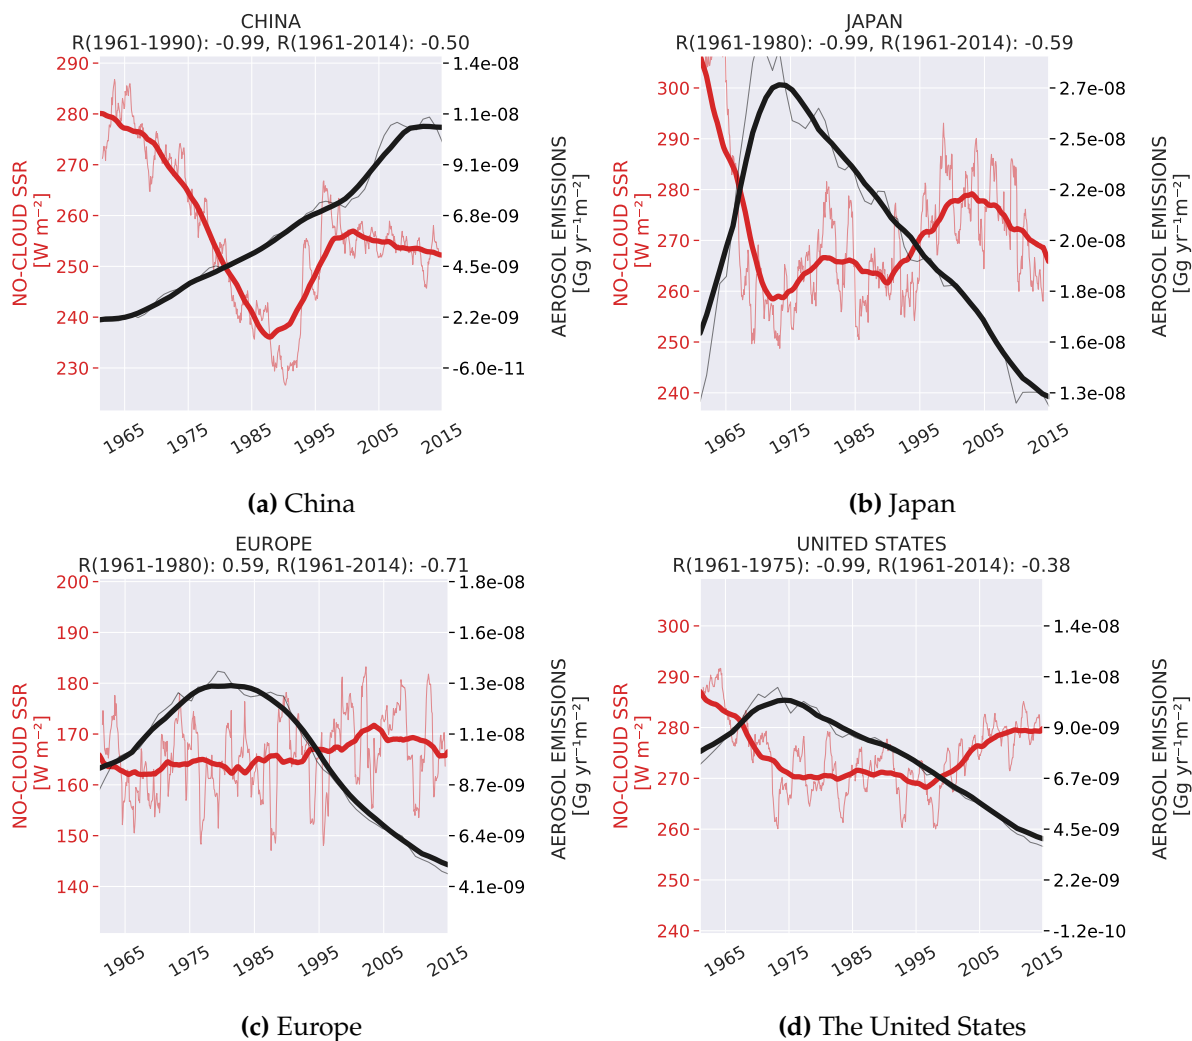 CHINA
R(1961-1990): -0.99, R(1961-2014): -0.50
290
280
270
260
250
240
230
NO-CLOUD SSR
[W m⁻²]
1.4e-08
1.1e-08
9.1e-09
6.8e-09
4.5e-09
2.2e-09
-6.0e-11
AEROSOL EMISSIONS
[Gg yr⁻¹m⁻²]
1965
1975
1985
1995
2005
2015
(a) China
JAPAN
R(1961-1980): -0.99, R(1961-2014): -0.59
300
290
280
270
260
250
240
NO-CLOUD SSR
[W m⁻²]
2.7e-08
2.5e-08
2.2e-08
2.0e-08
1.8e-08
1.6e-08
1.3e-08
AEROSOL EMISSIONS
[Gg yr⁻¹m⁻²]
1965
1975
1985
1995
2005
2015
(b) Japan
EUROPE
R(1961-1980): 0.59, R(1961-2014): -0.71
200
190
180
170
160
150
140
NO-CLOUD SSR
[W m⁻²]
1.8e-08
1.6e-08
1.3e-08
1.1e-08
8.7e-09
6.4e-09
4.1e-09
AEROSOL EMISSIONS
[Gg yr⁻¹m⁻²]
1965
1975
1985
1995
2005
2015
(c) Europe
UNITED STATES
R(1961-1975): -0.99, R(1961-2014): -0.38
300
290
280
270
260
250
240
NO-CLOUD SSR
[W m⁻²]
1.4e-08
1.1e-08
9.0e-09
6.7e-09
4.5e-09
2.2e-09
-1.2e-10
AEROSOL EMISSIONS
[Gg yr⁻¹m⁻²]
1965
1975
1985
1995
2005
2015
(d) The United States